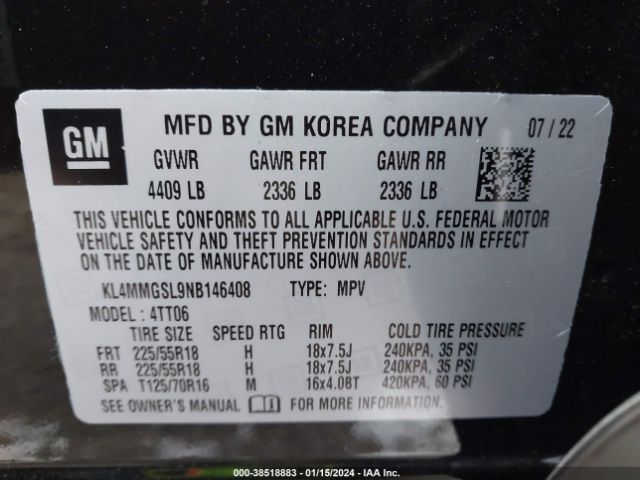 GM
MFD BY GM KOREA COMPANY 07 / 22
GVWR GAWR FRT GAWR RR
4409 LB 2336 LB 2336 LB
THIS VEHICLE CONFORMS TO ALL APPLICABLE U.S. FEDERAL MOTOR
VEHICLE SAFETY AND THEFT PREVENTION STANDARDS IN EFFECT
ON THE DATE OF MANUFACTURE SHOWN ABOVE.
KL4MMGSL9NB146408 TYPE: MPV
MODEL : 4TT06
TIRE SIZE SPEED RTG RIM COLD TIRE PRESSURE
FRT 225/55R18 H 18x7.5J 240KPA, 35 PSI
RR 225/55R18 H 18x7.5J 240KPA, 35 PSI
SPA T125/70R16 M 16x4.08T 420KPA, 60 PSI
SEE OWNER'S MANUAL FOR MORE INFORMATION.
000-38518883 - 01/15/2024 - IAA Inc.